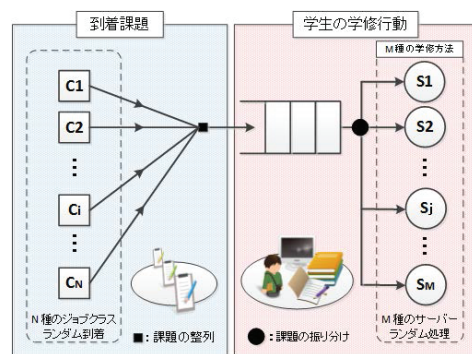 到着課題
C1
C2
Ci
CN
N種のジョブクラス
ランダム到着
■:課題の整列
学生の学修行動
M種の学修方法
S1
S2
Sj
SM
●:課題の振り分け
M種のサーバー
ランダム処理